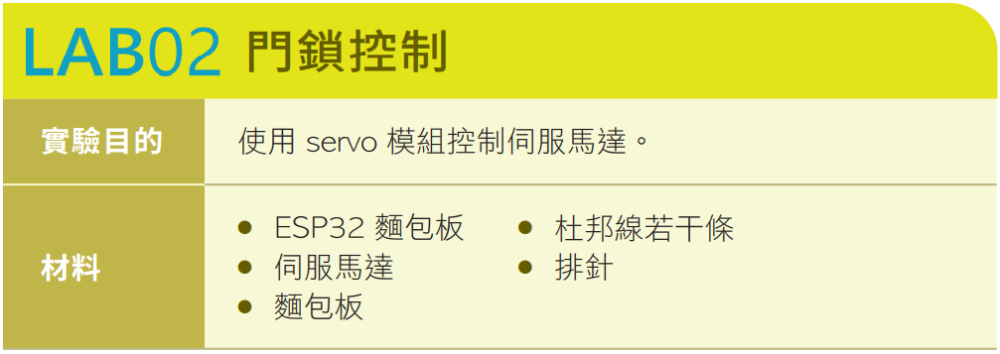 LAB02 門鎖控制
實驗目的
使用 servo 模組控制伺服馬達。
材料
● ESP32 麵包板
● 伺服馬達
● 麵包板
● 杜邦線若干條
● 排針